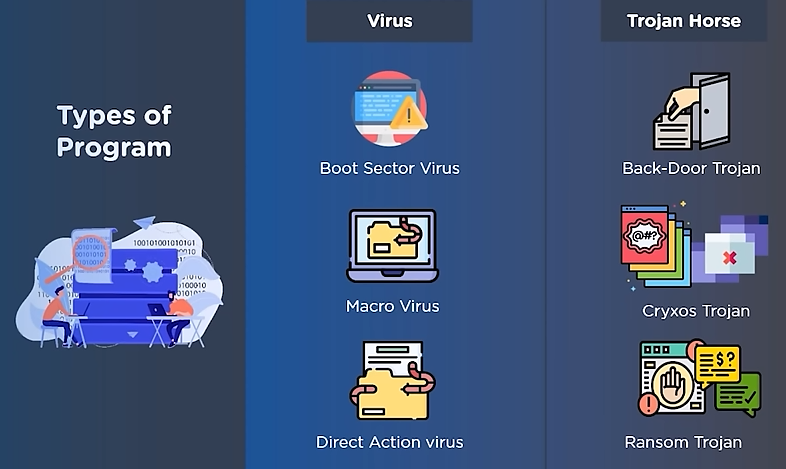 Types of
Program
Virus
Boot Sector Virus
Macro Virus
Direct Action virus
Trojan Horse
Back-Door Trojan
@#?
Cryxos Trojan
$?
Ransom Trojan